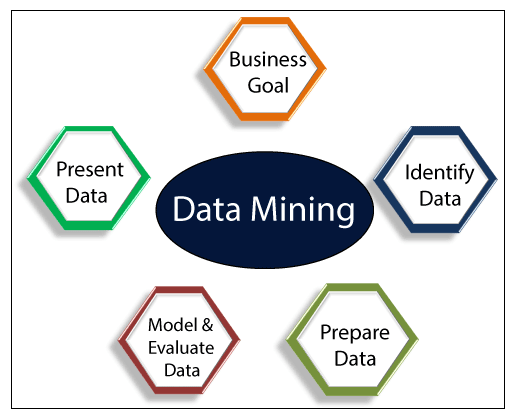 Business
Goal
Present
Data
Identify
Data
Data Mining
Model &
Evaluate
Data
Prepare
Data